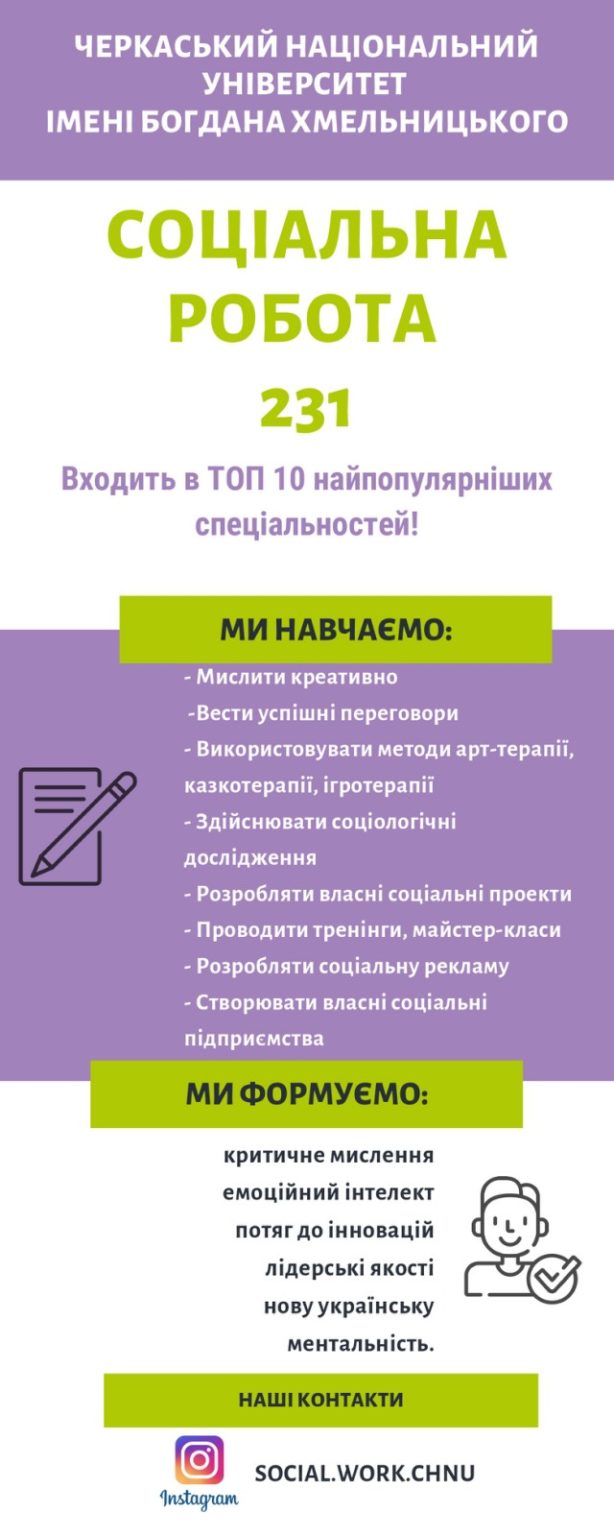 ЧЕРКАСЬКИЙ НАЦІОНАЛЬНИЙ
УНІВЕРСИТЕТ
ІМЕНІ БОГДАНА ХМЕЛЬНИЦЬКОГО
СОЦІАЛЬНА
РОБОТА
231
Входить в ТОП 10 найпопулярніших
спеціальностей!
МИ НАВЧАЄМО:
- Мислити креативно
-Вести успішні переговори
- Використовувати методи арт-терапії,
казкотерапії, ігротерапії
- Здійснювати соціологічні
дослідження
- Розробляти власні соціальні проекти
- Проводити тренінги, майстер-класи
- Розробляти соціальну рекламу
- Створювати власні соціальні
підприємства
МИ ФОРМУЄМО:
критичне мислення
емоційний інтелект
потяг до інновацій
лідерські якості
нову українську
ментальність.
НАШІ КОНТАКТИ
SOCIAL.WORK.CHNU
Instagram